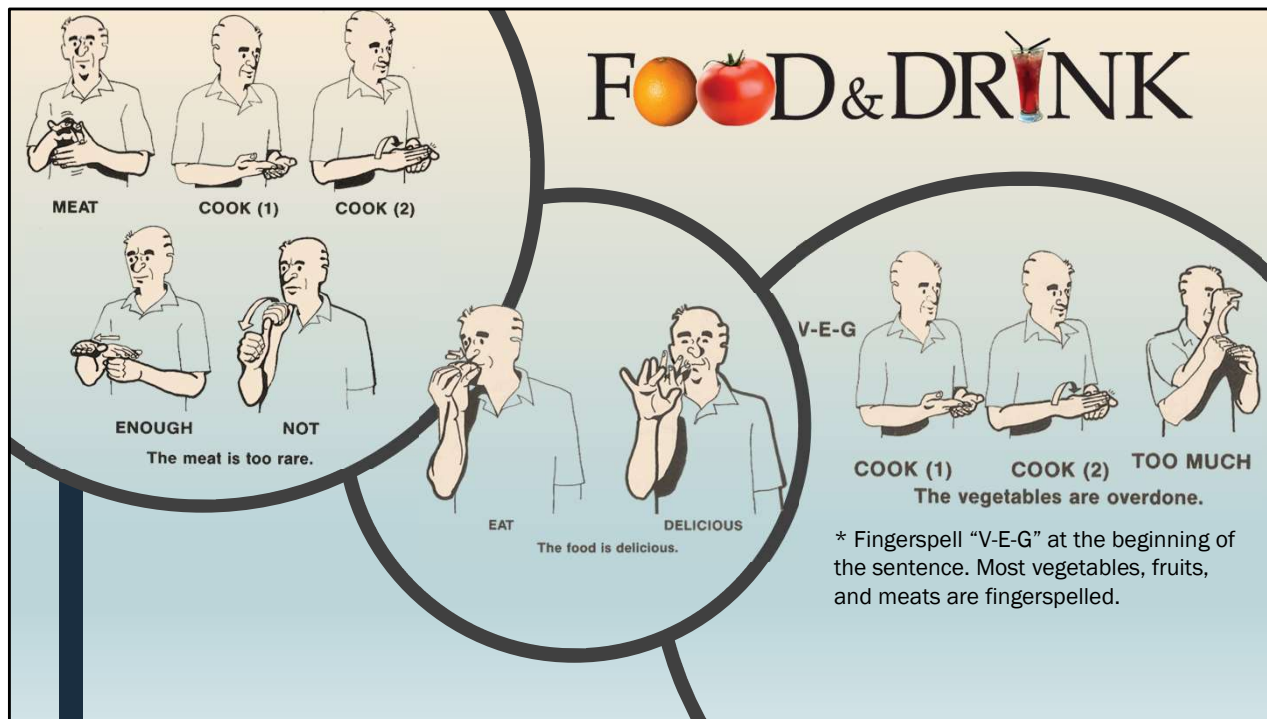 FOOD & DRINK
MEAT COOK (1) COOK (2)
ENOUGH NOT
The meat is too rare.
EAT DELICIOUS
The food is delicious.
V-E-G
COOK (1) COOK (2) TOO MUCH
The vegetables are overdone.
* Fingerspell “V-E-G” at the beginning of
the sentence. Most vegetables, fruits,
and meats are fingerspelled.